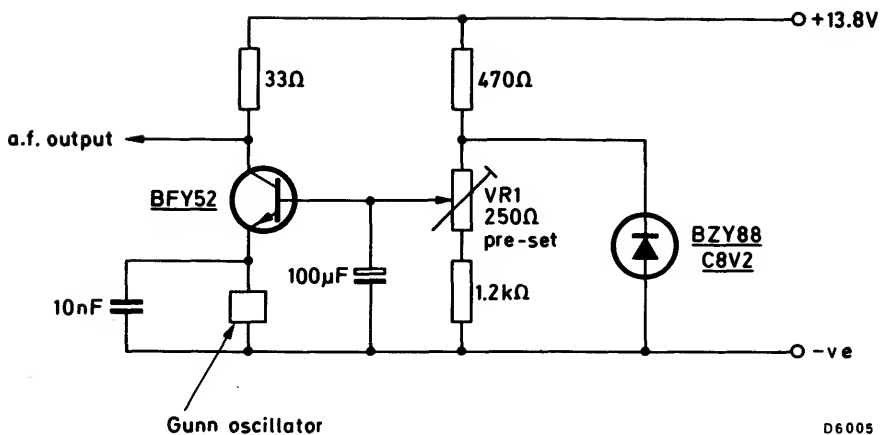 +13.8V
33Ω
470Ω
a.f. output
BFY52
VR1
250Ω
pre-set
BZY88
C8V2
100µF
10nF
1.2kΩ
-ve
Gunn oscillator
D6005